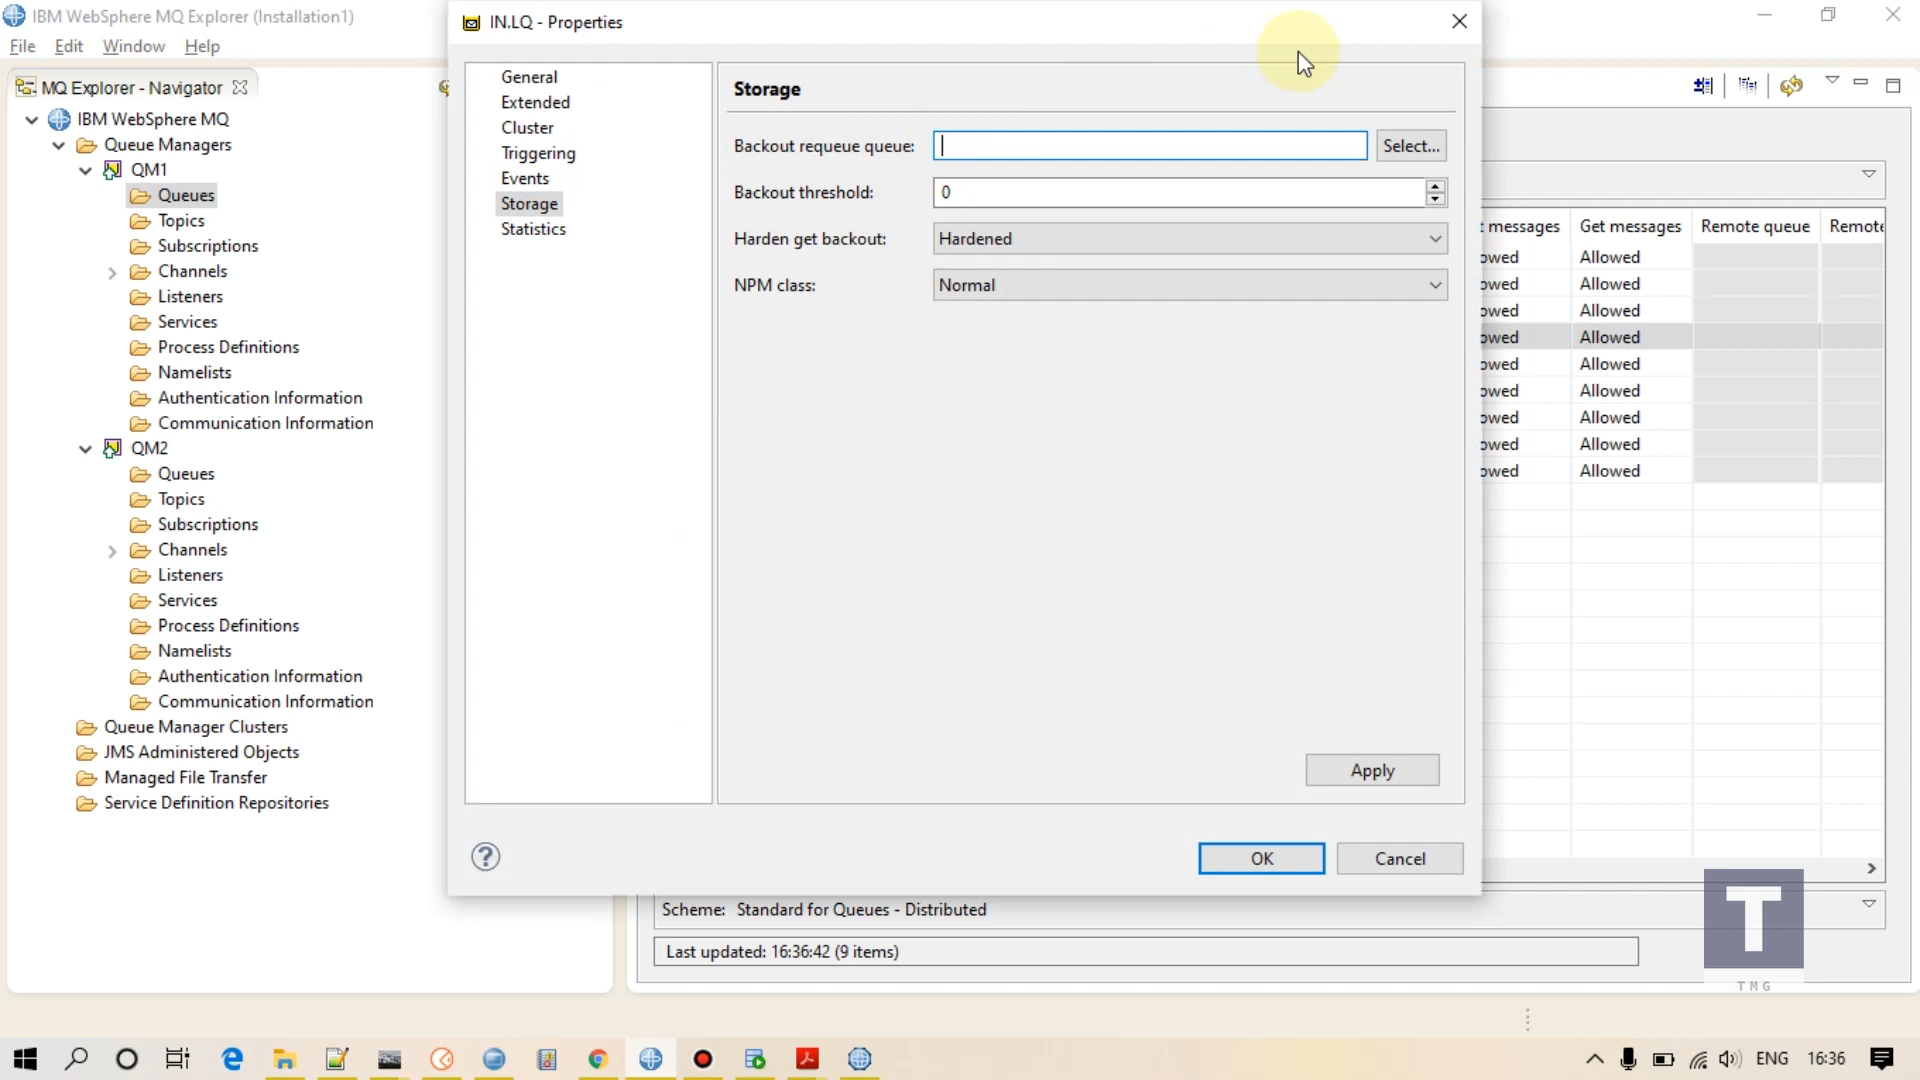 IBM WebSphere MQ Explorer (Installation1)
File Edit Window Help
MQ Explorer - Navigator
IBM WebSphere MQ
Queue Managers
QM1
Queues
Topics
Subscriptions
Channels
Listeners
Services
Process Definitions
Namelists
Authentication Information
Communication Information
QM2
Queues
Topics
Subscriptions
Channels
Listeners
Services
Process Definitions
Namelists
Authentication Information
Communication Information
Queue Manager Clusters
JMS Administered Objects
Managed File Transfer
Service Definition Repositories
IN.LQ - Properties
General
Extended
Cluster
Triggering
Events
Storage
Statistics
Storage
Backout requeue queue: Select...
Backout threshold: 0
Harden get backout: Hardened
NPM class: Normal
Apply
OK Cancel
messages Get messages Remote queue Remote
owed Allowed
owed Allowed
owed Allowed
owed Allowed
owed Allowed
owed Allowed
owed Allowed
owed Allowed
owed Allowed
Scheme: Standard for Queues - Distributed
Last updated: 16:36:42 (9 items)
T
TMG
ENG 16:36